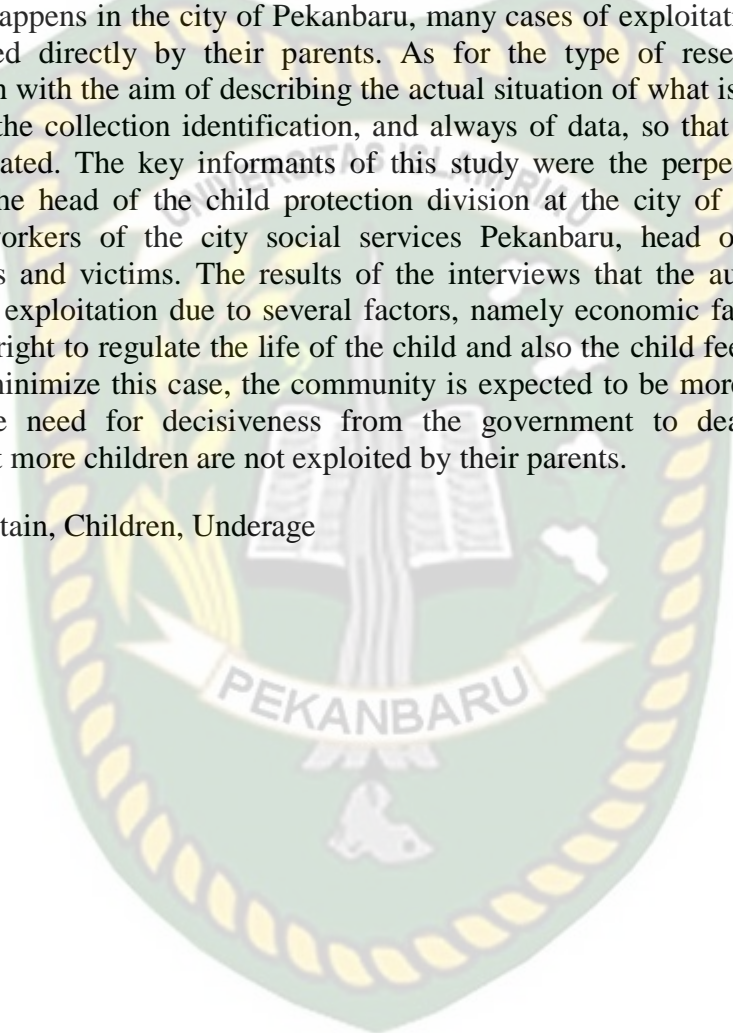 appens in the city of Pekanbaru, many cases of exploitati
ed directly by their parents. As for the type of rese
n with the aim of describing the actual situation of what is
the collection identification, and always of data, so that
ated. The key informants of this study were the perpe
UNIVERSITAS ISLAM RIAU
ne head of the child protection division at the city of
orkers of the city social services Pekanbaru, head o
s and victims. The results of the interviews that the au
exploitation due to several factors, namely economic fa
right to regulate the life of the child and also the child fee
ninimize this case, the community is expected to be more
e need for decisiveness from the government to dea
t more children are not exploited by their parents.
tain, Children, Underage
PEKANBARU